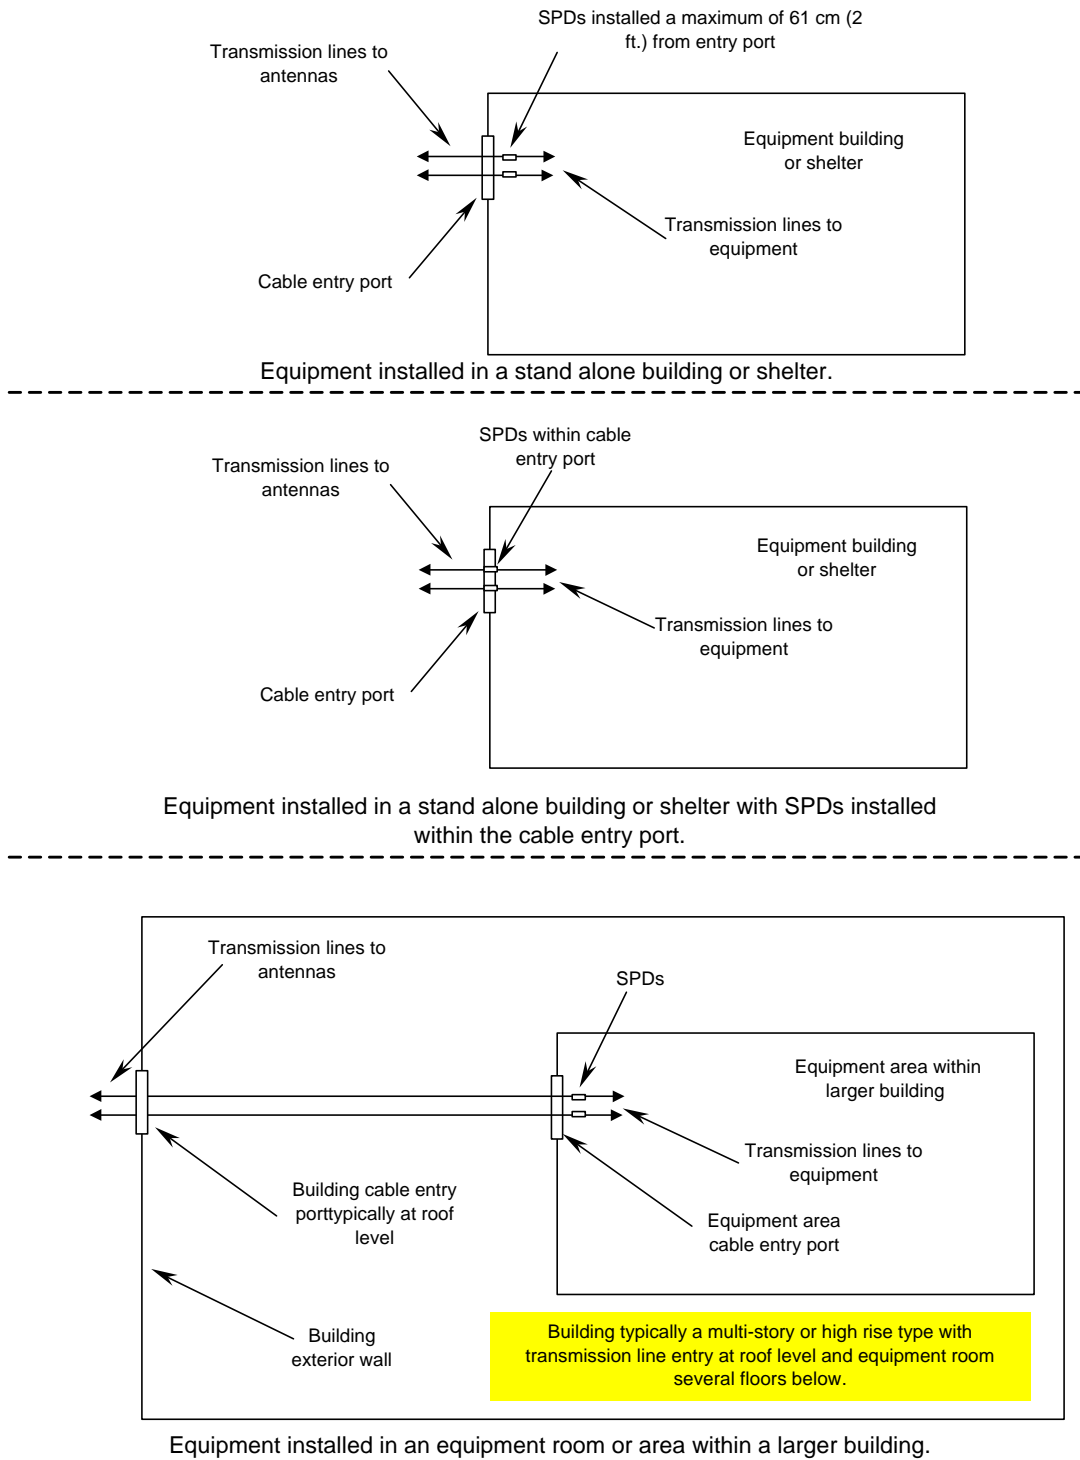 SPDs installed a maximum of 61 cm (2
ft.) from entry port
Transmission lines to
antennas
Equipment building
or shelter
Transmission lines to
equipment
Cable entry port
Equipment installed in a stand alone building or shelter.
SPDs within cable
entry port
Transmission lines to
antennas
Equipment building
or shelter
Transmission lines to
equipment
Cable entry port
Equipment installed in a stand alone building or shelter with SPDs installed
within the cable entry port.
Transmission lines to
antennas
SPDs
Equipment area within
larger building
Transmission lines to
equipment
Building cable entry
porttypically at roof
level
Equipment area
cable entry port
Building
exterior wall
Building typically a multi-story or high rise type with
transmission line entry at roof level and equipment room
several floors below.
Equipment installed in an equipment room or area within a larger building.